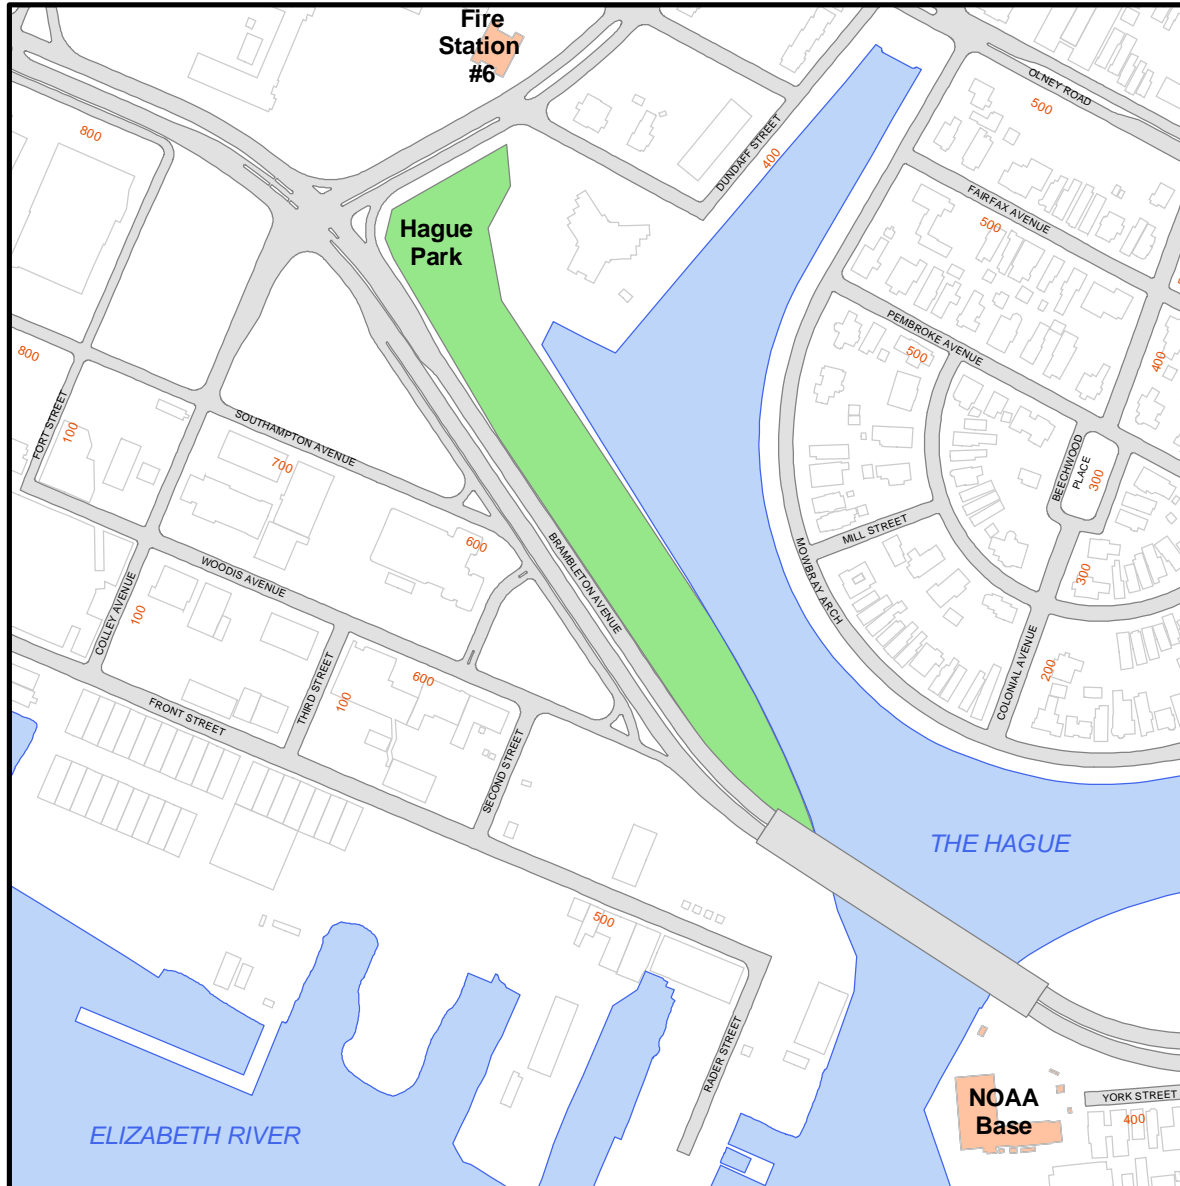 Fire
Station
#6
OLNEY ROAD
500
800
DUNDAFF STREET
400
FAIRFAX AVENUE
500
Hague
Park
PEMBROKE AVENUE
500
800
400
FORT STREET
100
SOUTHAMPTON AVENUE
700
BEECHWOOD
PLACE
300
MILL STREET
600
BRAMBLETON AVENUE
MOWBRAY ARCH
WOODIS AVENUE
300
COLLEY AVENUE
100
COLONIAL AVENUE
200
THIRD STREET
100
600
FRONT STREET
SECOND STREET
THE HAGUE
500
RADER STREET
NOAA
Base
YORK STREET
400
ELIZABETH RIVER